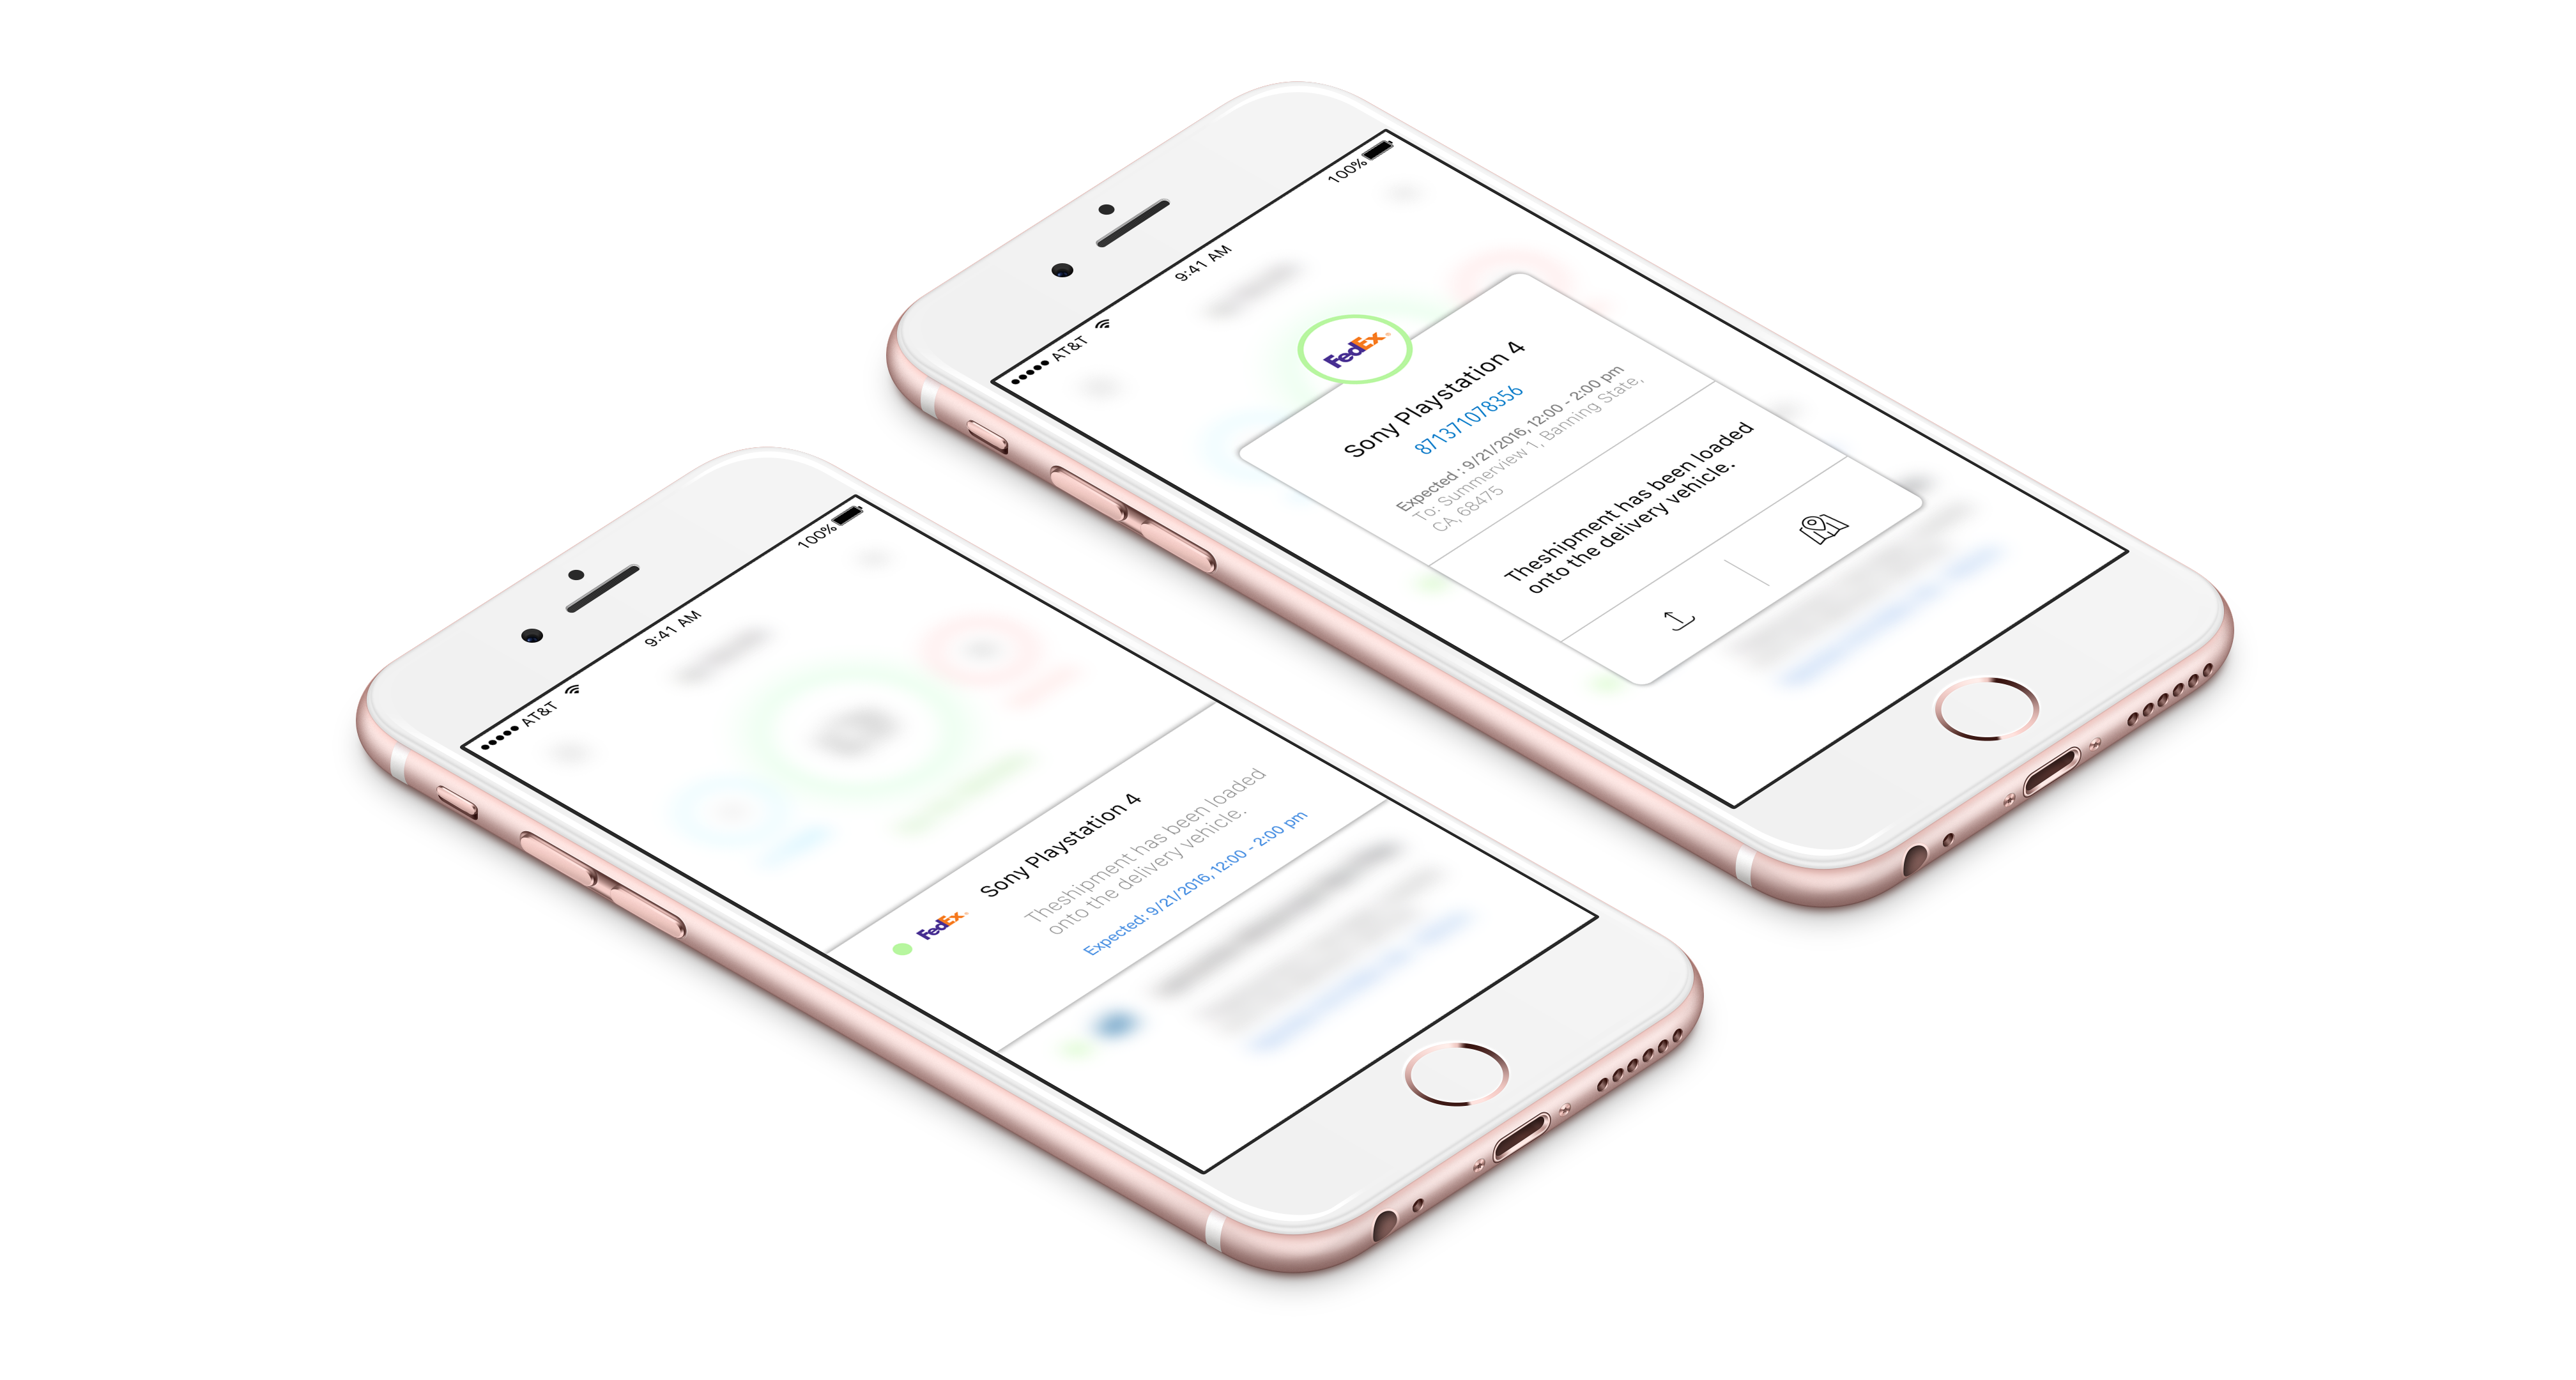 AT&T
9:41 AM
100%
FedEx
Sony Playstation 4
Theshipment has been loaded
onto the delivery vehicle.
Expected: 9/21/2016, 12:00 - 2:00 pm
AT&T
9:41 AM
100%
FedEx
Sony Playstation 4
871371078356
Expected : 9/21/2016, 12:00 - 2:00 pm
To: Summerview 1, Banning State,
CA, 68475
Theshipment has been loaded
onto the delivery vehicle.